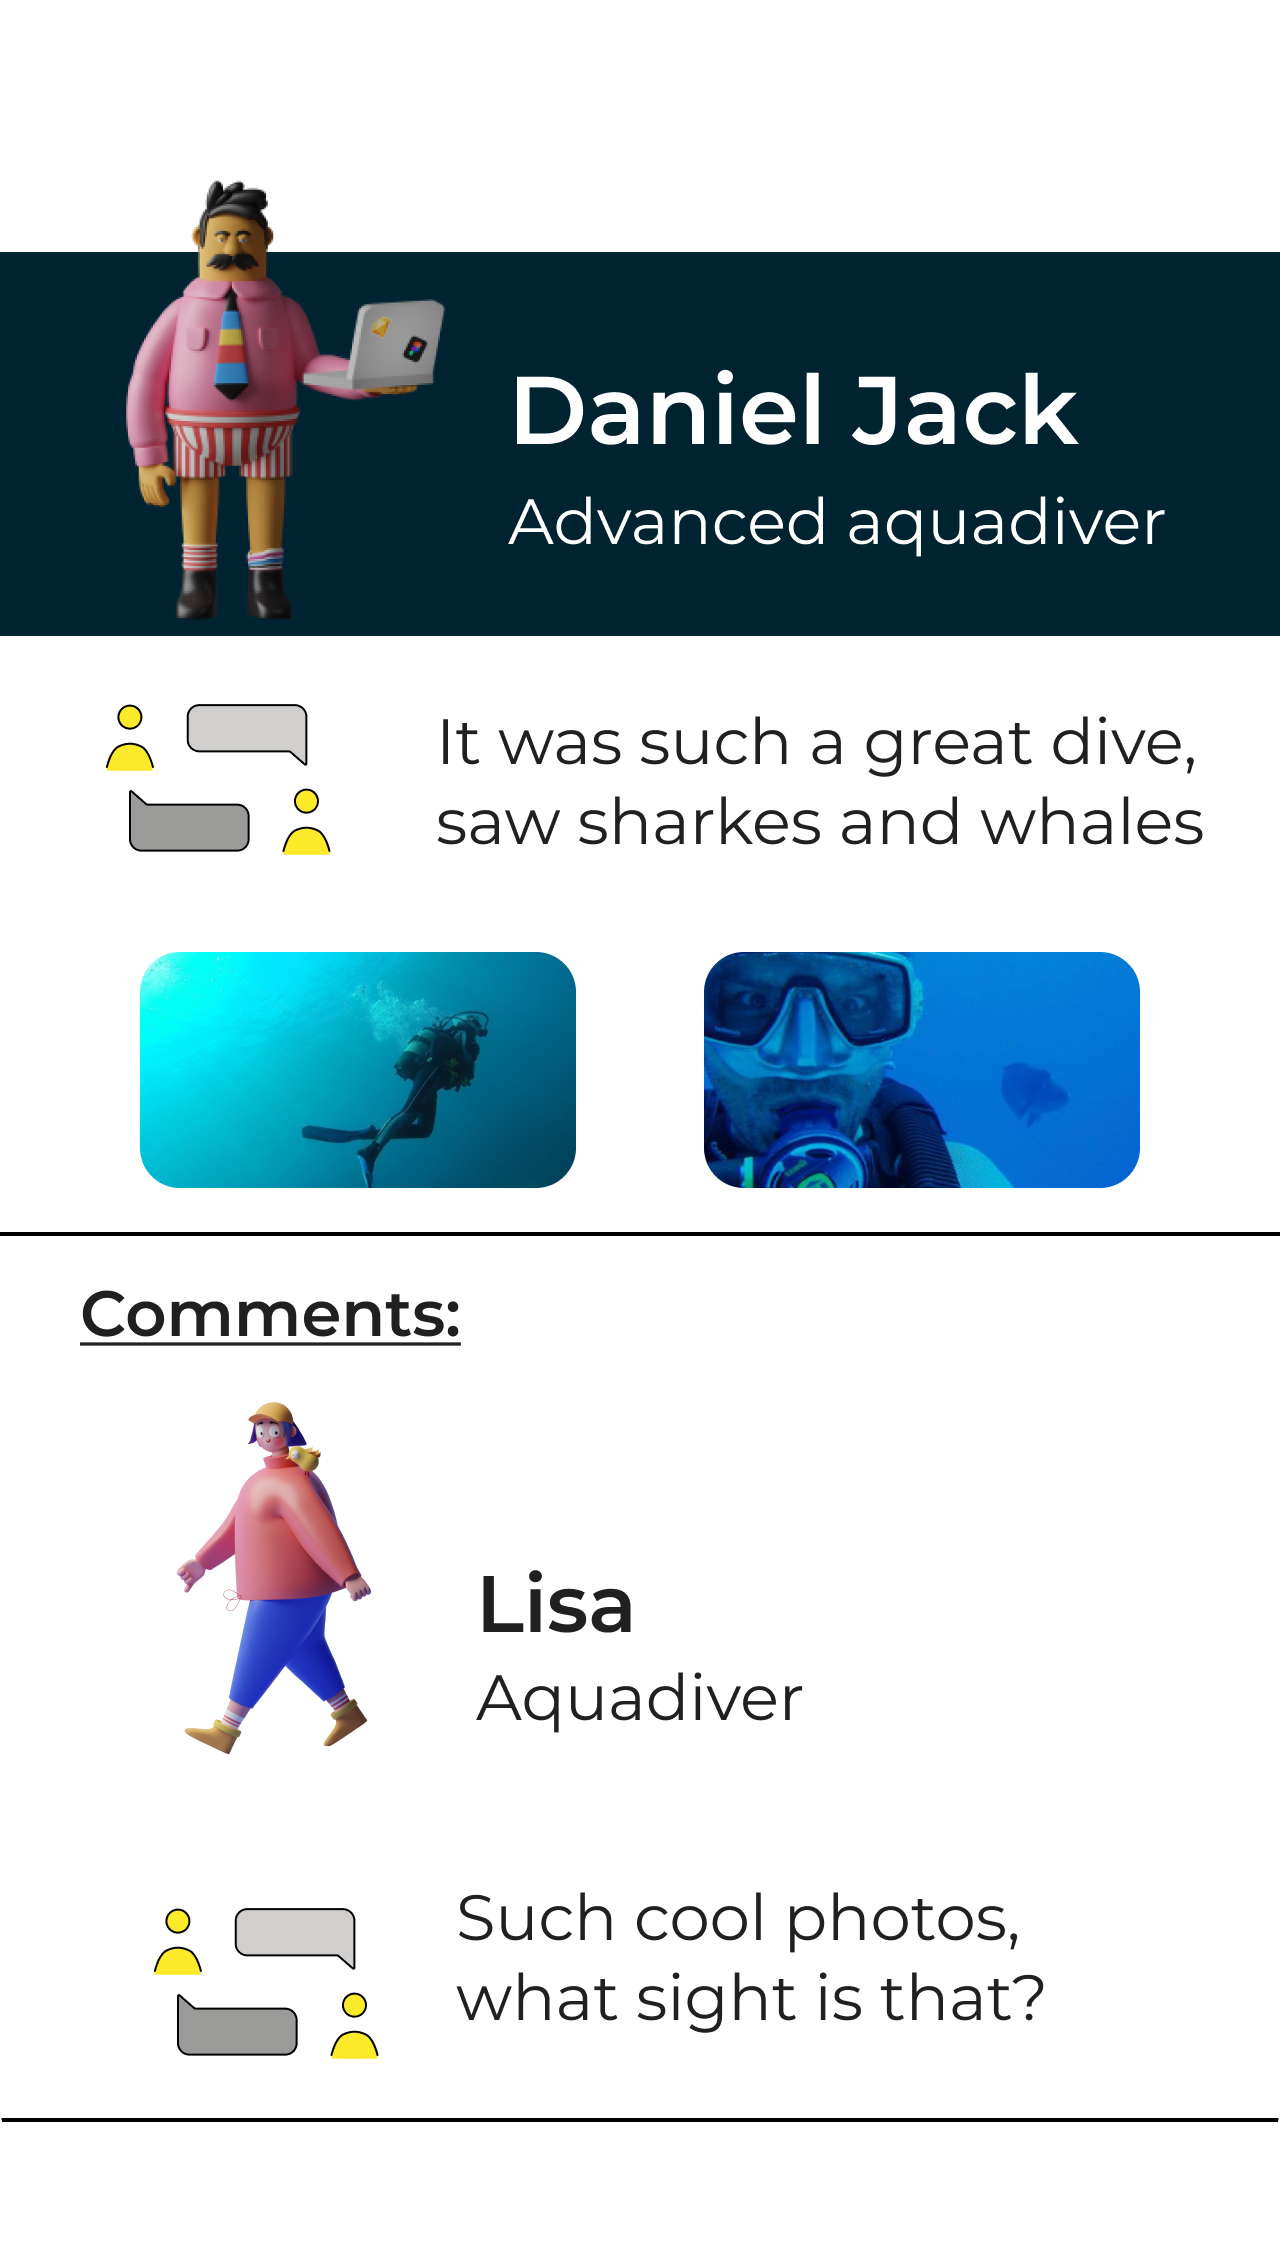 Daniel Jack
Advanced aquadiver
It was such a great dive,
saw sharkes and whales
Comments:
Lisa
Aquadiver
Such cool photos,
what sight is that?